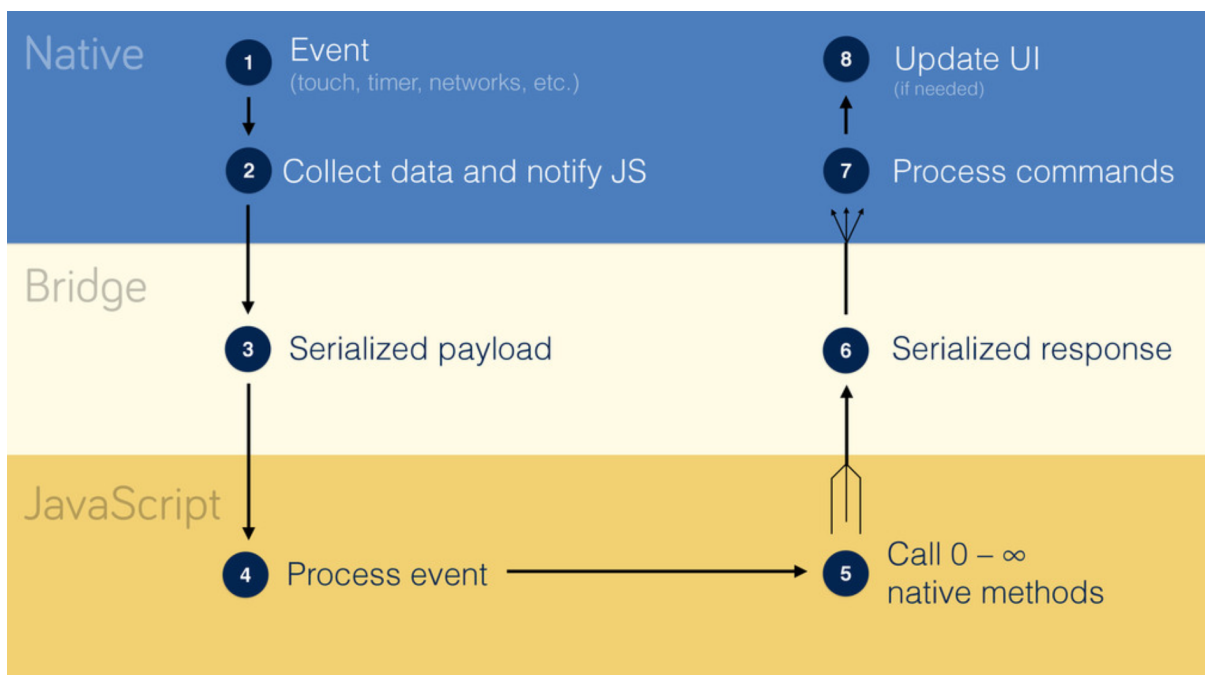 Native
1
Event
(touch, timer, networks, etc.)
2
Collect data and notify JS
8
Update UI
(if needed)
7
Process commands
Bridge
3
Serialized payload
6
Serialized response
JavaScript
4
Process event
5
Call 0 – ∞
native methods